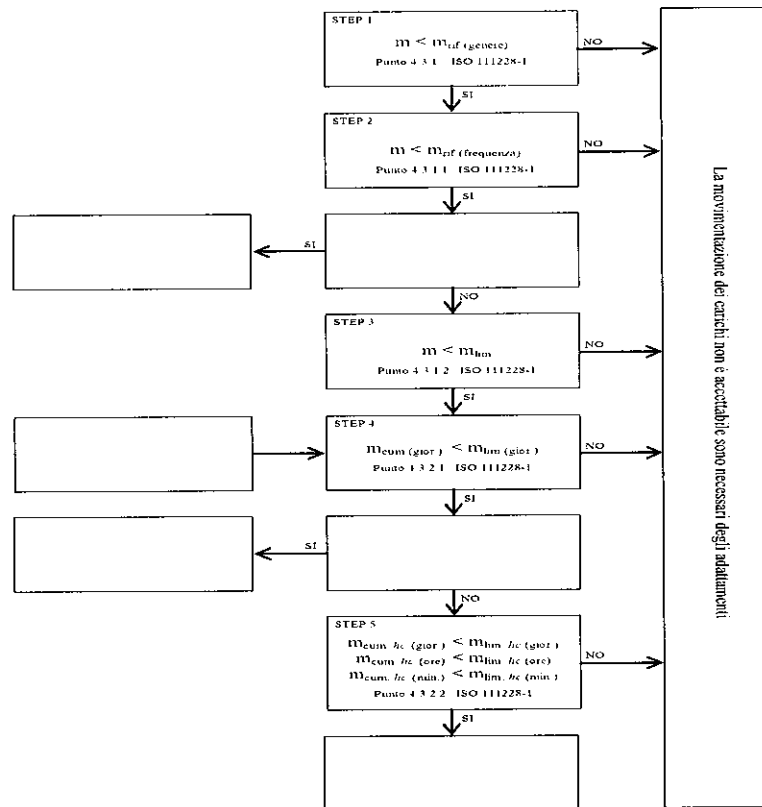 STEP 1
m < m rif (genere)
Punto 4 3 1 ISO 111228-1
NO
SI
STEP 2
m < m rif (frequenza)
Punto 4 3 1 1 ISO 111228-1
NO
SI
SI
NO
STEP 3
m < m lim
Punto 4 3 1 2 ISO 111228-1
NO
SI
STEP 4
m cum (gior ) < m lim (gior )
Punto 4 3 2 1 ISO 111228-1
NO
SI
SI
NO
STEP 5
m cum. hc (gior ) < m lim. hc (gior )
m cum. hc (ore) < m lim. hc (ore)
m cum. hc (min.) < m lim. hc (min )
Punto 4 3 2 2 ISO 111228-1
NO
SI
La movimentazione dei carichi non è accettabile sono necessari degli adattamenti